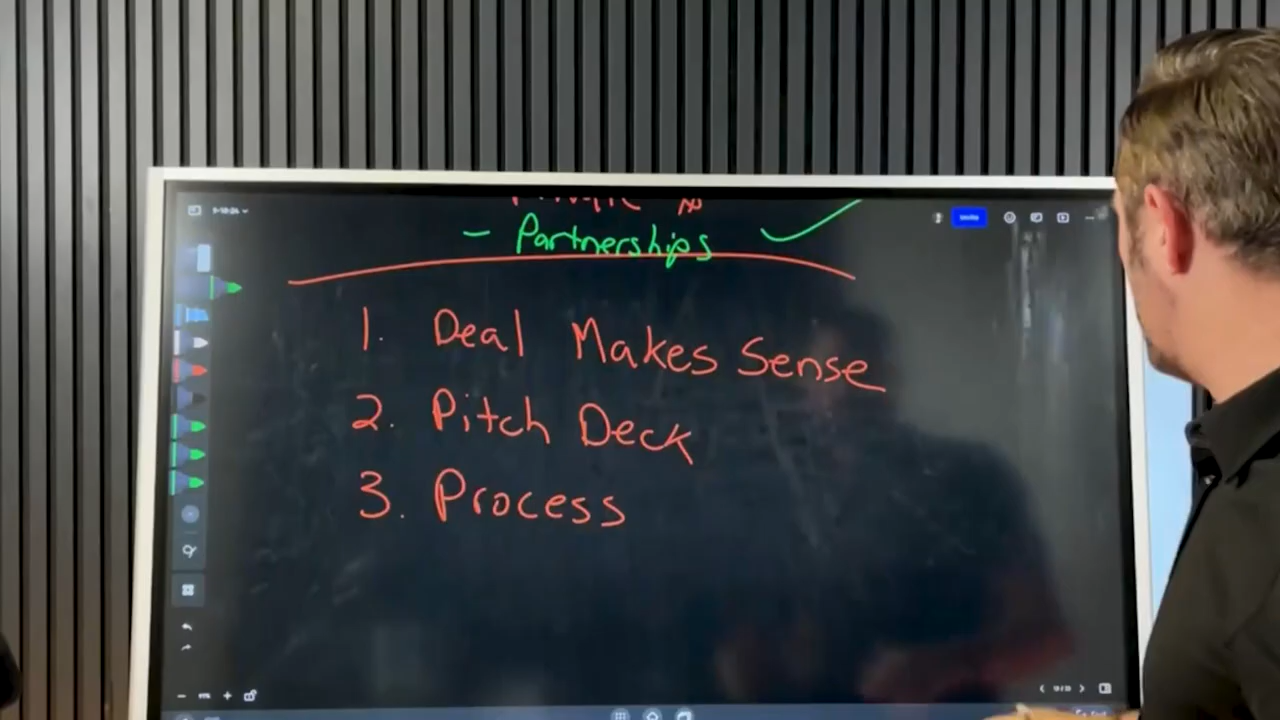 - Partnerships
1. Deal Makes Sense
2. Pitch Deck
3. Process